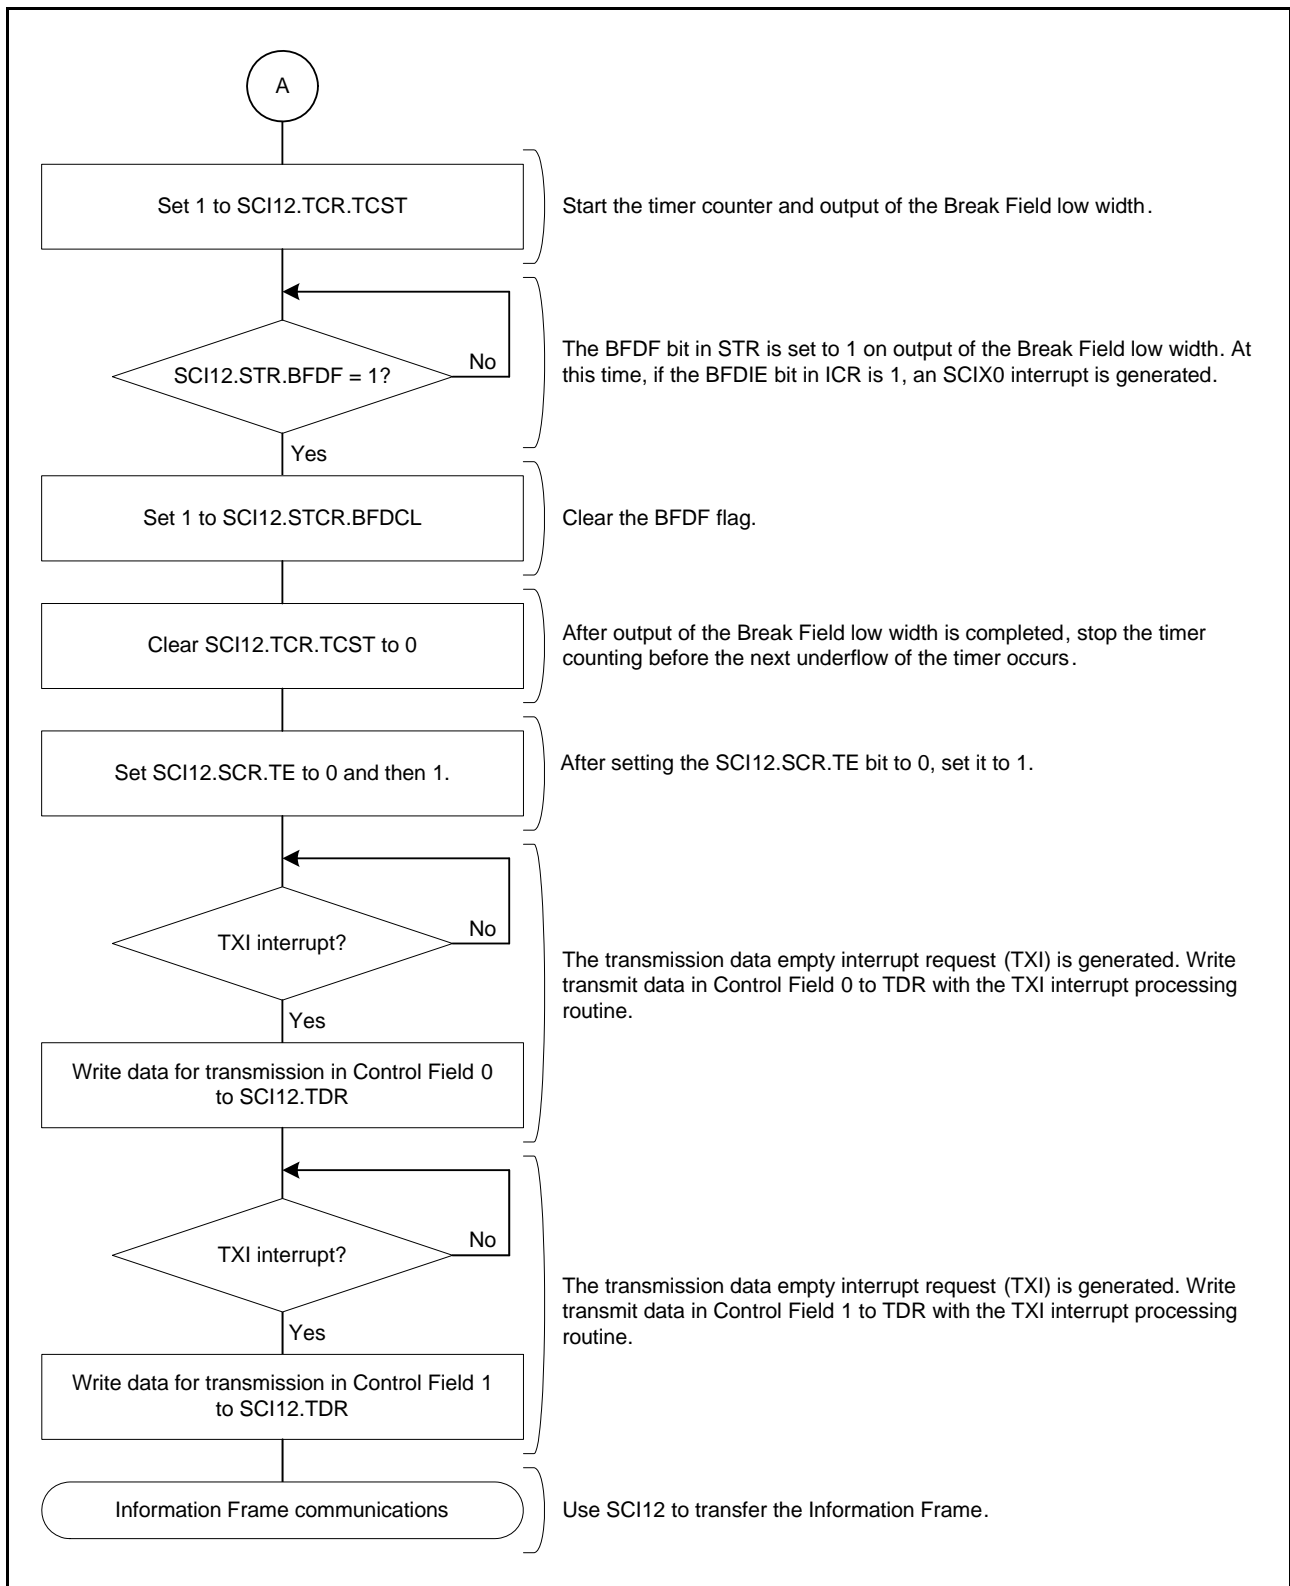 A
Set 1 to SCI12.TCR.TCST
Start the timer counter and output of the Break Field low width.
SCI12.STR.BFDF = 1?
No
The BFDF bit in STR is set to 1 on output of the Break Field low width. At
this time, if the BFDIE bit in ICR is 1, an SCIX0 interrupt is generated.
Yes
Set 1 to SCI12.STCR.BFDCL
Clear the BFDF flag.
Clear SCI12.TCR.TCST to 0
After output of the Break Field low width is completed, stop the timer
counting before the next underflow of the timer occurs.
Set SCI12.SCR.TE to 0 and then 1.
After setting the SCI12.SCR.TE bit to 0, set it to 1.
TXI interrupt?
No
The transmission data empty interrupt request (TXI) is generated. Write
transmit data in Control Field 0 to TDR with the TXI interrupt processing
routine.
Yes
Write data for transmission in Control Field 0
to SCI12.TDR
TXI interrupt?
No
The transmission data empty interrupt request (TXI) is generated. Write
transmit data in Control Field 1 to TDR with the TXI interrupt processing
routine.
Yes
Write data for transmission in Control Field 1
to SCI12.TDR
Information Frame communications
Use SCI12 to transfer the Information Frame.